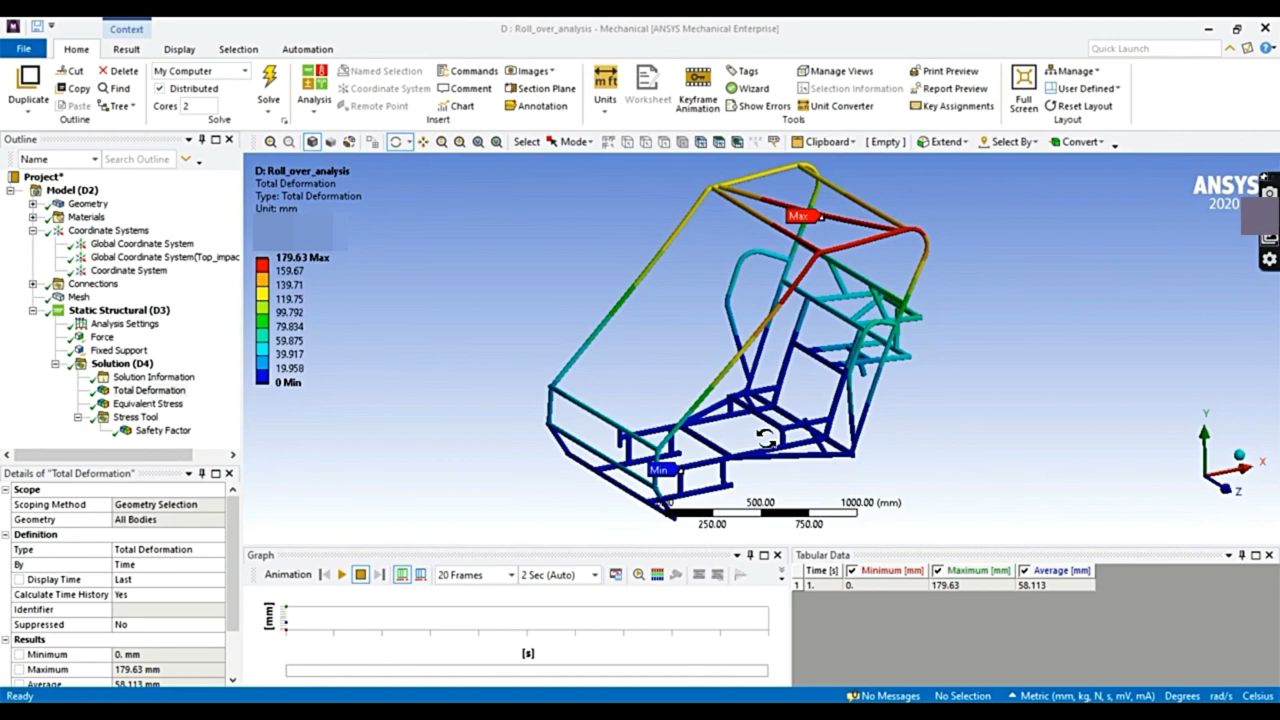 Context
D : Roll_over_analysis - Mechanical [ANSYS Mechanical Enterprise]
File Home Result Display Selection Automation
Quick Launch
Duplicate
Cut Delete
Copy Find
Paste Tree
Outline
My Computer
Distributed
Cores 2
Solve
Solve
Analysis
Named Selection
Coordinate System
Remote Point
Commands
Comment
Chart
Images
Section Plane
Annotation
Insert
Units
Worksheet
Keyframe
Animation
Tags
Wizard
Show Errors
Manage Views
Selection Information
Unit Converter
Print Preview
Report Preview
Key Assignments
Tools
Full
Screen
Manage
User Defined
Reset Layout
Layout
Outline
Name Search Outline
Select Mode Clipboard [ Empty ] Extend Select By Convert
Project*
Model (D2)
Geometry
Materials
Coordinate Systems
Global Coordinate System
Global Coordinate System(Top_impac
Coordinate System
Connections
Mesh
Static Structural (D3)
Analysis Settings
Force
Fixed Support
Solution (D4)
Solution Information
Total Deformation
Equivalent Stress
Stress Tool
Safety Factor
D: Roll_over_analysis
Total Deformation
Type: Total Deformation
Unit: mm
179.63 Max
159.67
139.71
119.75
99.792
79.834
59.875
39.917
19.958
0 Min
Max
Min
ANSYS
2020
500.00 1000.00 (mm)
250.00 750.00
Y
X
Z
Details of "Total Deformation"
Scope
Scoping Method Geometry Selection
Geometry All Bodies
Definition
Type Total Deformation
By Time
Display Time Last
Calculate Time History Yes
Identifier
Suppressed No
Results
Minimum 0. mm
Maximum 179.63 mm
Average 58.113 mm
Graph
Animation 20 Frames 2 Sec (Auto)
[mm]
[s]
Tabular Data
Time [s] Minimum [mm] Maximum [mm] Average [mm]
1 1. 0. 179.63 58.113
Ready
No Messages No Selection Metric (mm, kg, N, s, mV, mA) Degrees rad/s Celsius